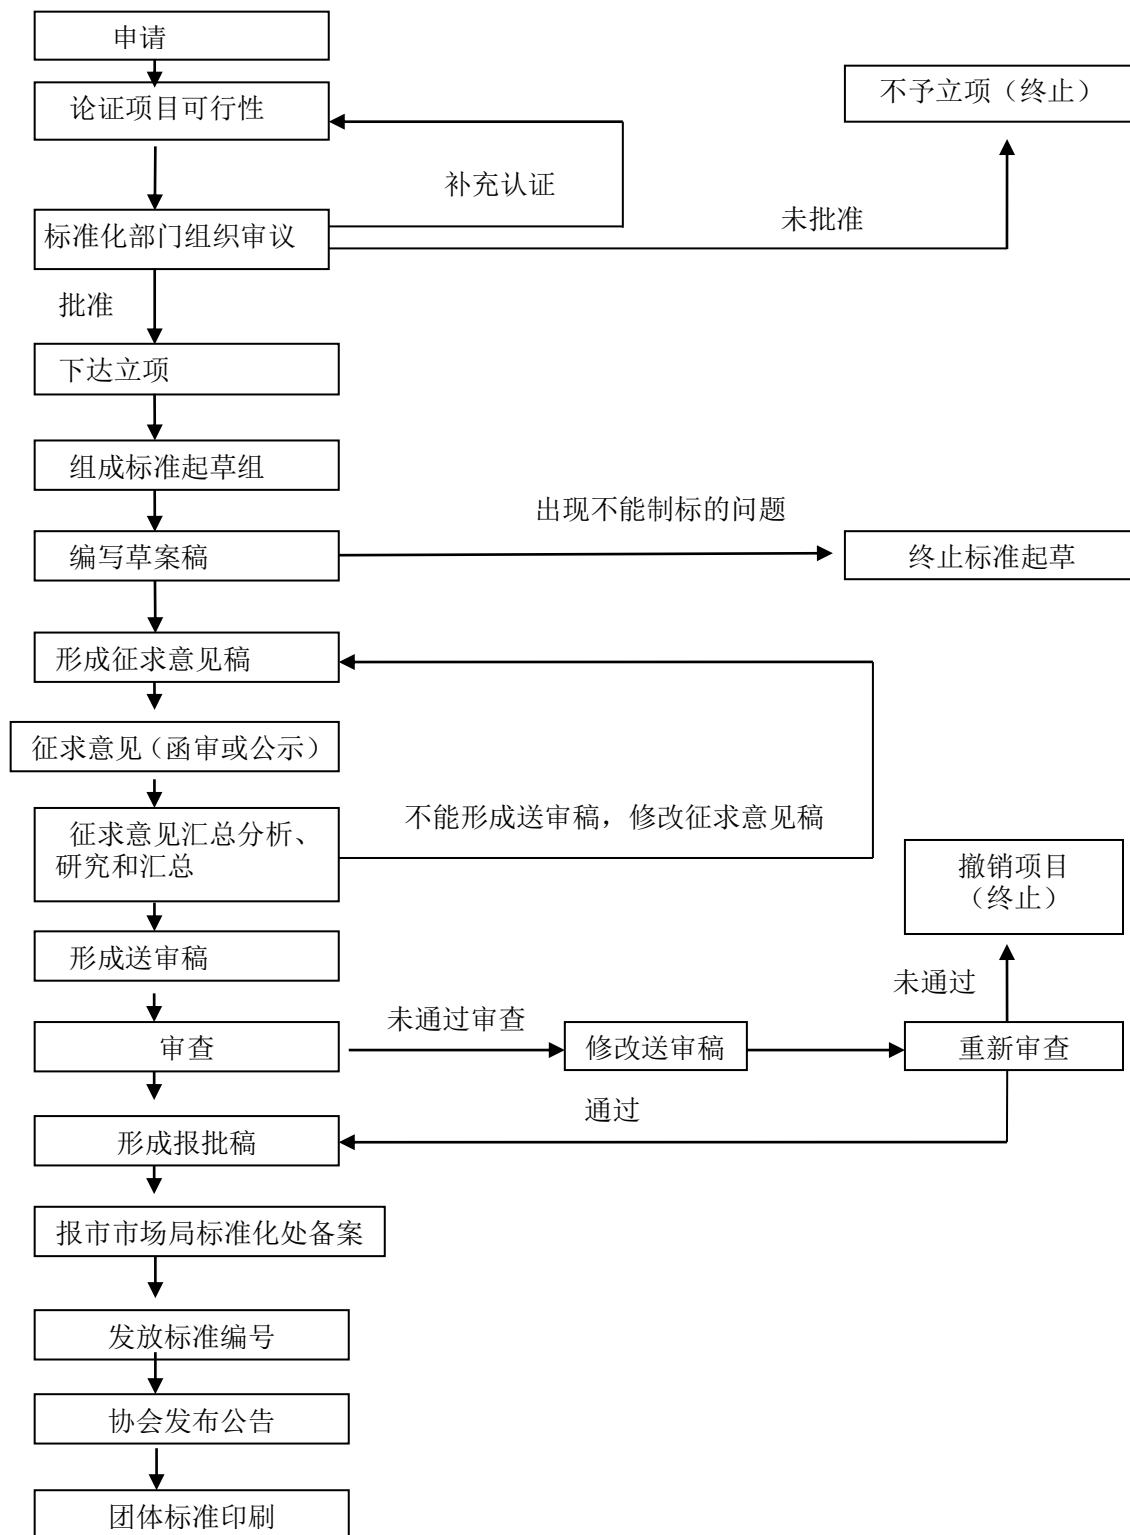 申请
不予立项（终止）
论证项目可行性
补充认证
未批准
标准化部门组织审议
批准
下达立项
组成标准起草组
出现不能制标的问题
编写草案稿
终止标准起草
形成征求意见稿
征求意见（函审或公示）
不能形成送审稿，修改征求意见稿
征求意见汇总分析、
研究和汇总
撤销项目
（终止）
形成送审稿
未通过
未通过审查
审查
修改送审稿
重新审查
通过
形成报批稿
报市市场局标准化处备案
发放标准编号
协会发布公告
团体标准印刷